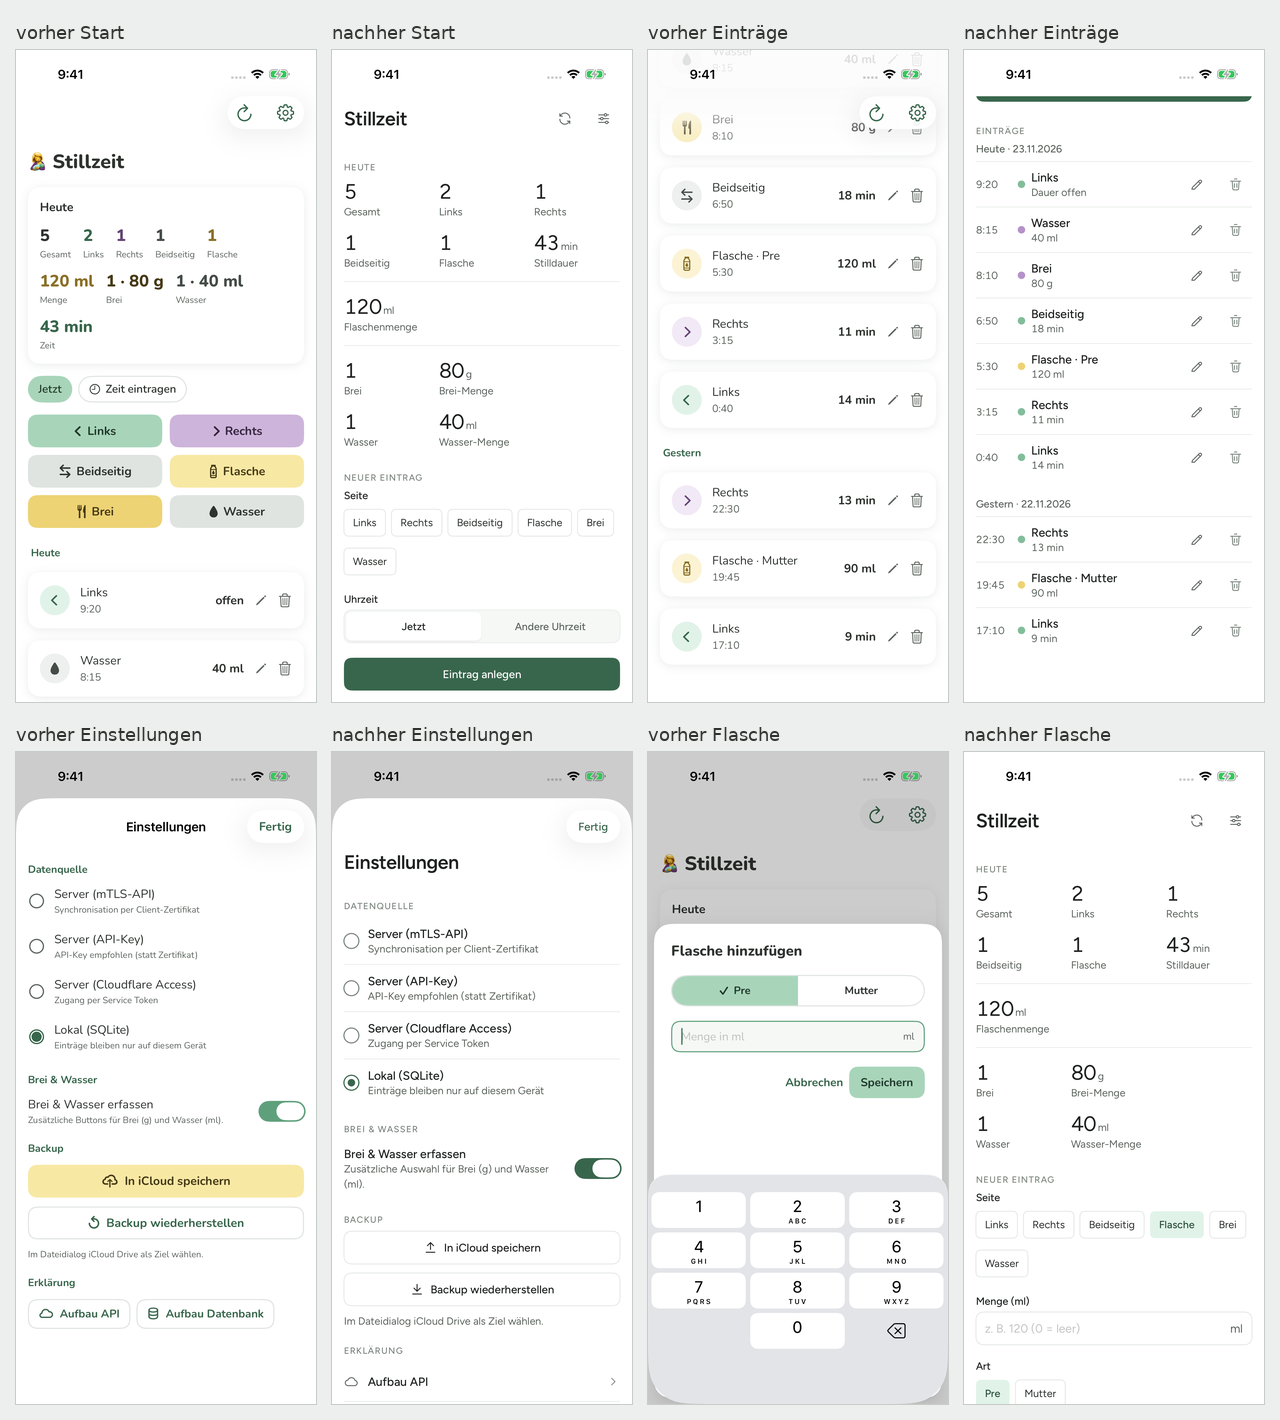 vorher Start
9:41
Stillzeit
Heute
5 2 1 1 1
Gesamt Links Rechts Beidseitig Flasche
120 ml 1 · 80 g 1 · 40 ml
Menge Brei Wasser
43 min
Zeit
Jetzt Zeit eintragen
Links Rechts
Beidseitig Flasche
Brei Wasser
Heute
Links
9:20
offen
Wasser
8:15
40 ml
nachher Start
9:41
Stillzeit
HEUTE
5 2 1
Gesamt Links Rechts
1 1 43 min
Beidseitig Flasche Stilldauer
120 ml
Flaschenmenge
1 80 g
Brei Brei-Menge
1 40 ml
Wasser Wasser-Menge
NEUER EINTRAG
Seite
Links Rechts Beidseitig Flasche Brei
Wasser
Uhrzeit
Jetzt Andere Uhrzeit
Eintrag anlegen
vorher Einträge
Wasser
8:15
40 ml
9:41
Brei
8:10
80 g
Beidseitig
6:50
18 min
Flasche · Pre
5:30
120 ml
Rechts
3:15
11 min
Links
0:40
14 min
Gestern
Rechts
22:30
13 min
Flasche · Mutter
19:45
90 ml
Links
17:10
9 min
nachher Einträge
9:41
EINTRÄGE
Heute · 23.11.2026
9:20 Links
Dauer offen
8:15 Wasser
40 ml
8:10 Brei
80 g
6:50 Beidseitig
18 min
5:30 Flasche · Pre
120 ml
3:15 Rechts
11 min
0:40 Links
14 min
Gestern · 22.11.2026
22:30 Rechts
13 min
19:45 Flasche · Mutter
90 ml
17:10 Links
9 min
vorher Einstellungen
9:41
Einstellungen Fertig
Datenquelle
Server (mTLS-API)
Synchronisation per Client-Zertifikat
Server (API-Key)
API-Key empfohlen (statt Zertifikat)
Server (Cloudflare Access)
Zugang per Service Token
Lokal (SQLite)
Einträge bleiben nur auf diesem Gerät
Brei & Wasser
Brei & Wasser erfassen
Zusätzliche Buttons für Brei (g) und Wasser (ml).
Backup
In iCloud speichern
Backup wiederherstellen
Im Dateidialog iCloud Drive als Ziel wählen.
Erklärung
Aufbau API Aufbau Datenbank
nachher Einstellungen
9:41
Fertig
Einstellungen
DATENQUELLE
Server (mTLS-API)
Synchronisation per Client-Zertifikat
Server (API-Key)
API-Key empfohlen (statt Zertifikat)
Server (Cloudflare Access)
Zugang per Service Token
Lokal (SQLite)
Einträge bleiben nur auf diesem Gerät
BREI & WASSER
Brei & Wasser erfassen
Zusätzliche Auswahl für Brei (g) und Wasser
(ml).
BACKUP
In iCloud speichern
Backup wiederherstellen
Im Dateidialog iCloud Drive als Ziel wählen.
ERKLÄRUNG
Aufbau API
vorher Flasche
9:41
Stillzeit
Heute
Flasche hinzufügen
Pre Mutter
Menge in ml ml
Abbrechen Speichern
1 2 3
ABC DEF
4 5 6
GHI JKL MNO
7 8 9
PQRS TUV WXYZ
0
nachher Flasche
9:41
Stillzeit
HEUTE
5 2 1
Gesamt Links Rechts
1 1 43 min
Beidseitig Flasche Stilldauer
120 ml
Flaschenmenge
1 80 g
Brei Brei-Menge
1 40 ml
Wasser Wasser-Menge
NEUER EINTRAG
Seite
Links Rechts Beidseitig Flasche Brei
Wasser
Menge (ml)
z. B. 120 (0 = leer) ml
Art
Pre Mutter